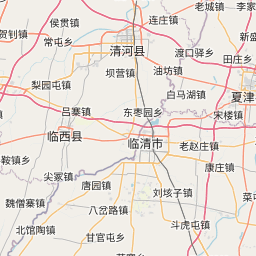 侯贯镇
连庄镇
老城镇
新盛
贺钊镇
常屯乡
清河县
渡口驿乡
田庄乡
坝营镇
油坊镇
梨园屯镇
白马湖镇
夏津
吕寨镇
东枣园乡
宋楼镇
临西县
临清市
老赵庄镇
鞍镇乡
康庄镇
尖冢镇
唐园镇
刘垓子镇
魏僧寨镇
八岔路镇
斗虎屯镇
北馆陶镇
甘官屯乡